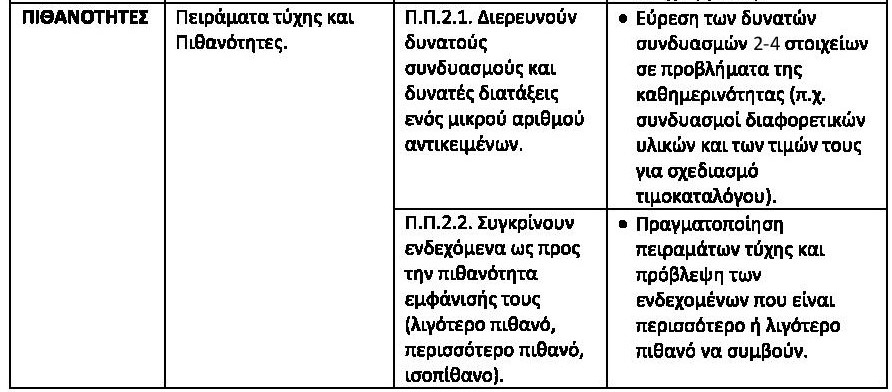 ΠΙΘΑΝΟΤΗΤΕΣ
Πειράματα τύχης και
Πιθανότητες.
Π.Π.2.1. Διερευνούν
δυνατούς
συνδυασμούς και
δυνατές διατάξεις
ενός μικρού αριθμού
αντικειμένων.
• Εύρεση των δυνατών
συνδυασμών 2-4 στοιχείων
σε προβλήματα της
καθημερινότητας (π.χ.
συνδυασμοί διαφορετικών
υλικών και των τιμών τους
για σχεδιασμό
τιμοκαταλόγου).
Π.Π.2.2. Συγκρίνουν
ενδεχόμενα ως προς
την πιθανότητα
εμφάνισής τους
(λιγότερο πιθανό,
περισσότερο πιθανό,
ισοπίθανο).
• Πραγματοποίηση
πειραμάτων τύχης και
πρόβλεψη των
ενδεχομένων που είναι
περισσότερο ή λιγότερο
πιθανό να συμβούν.